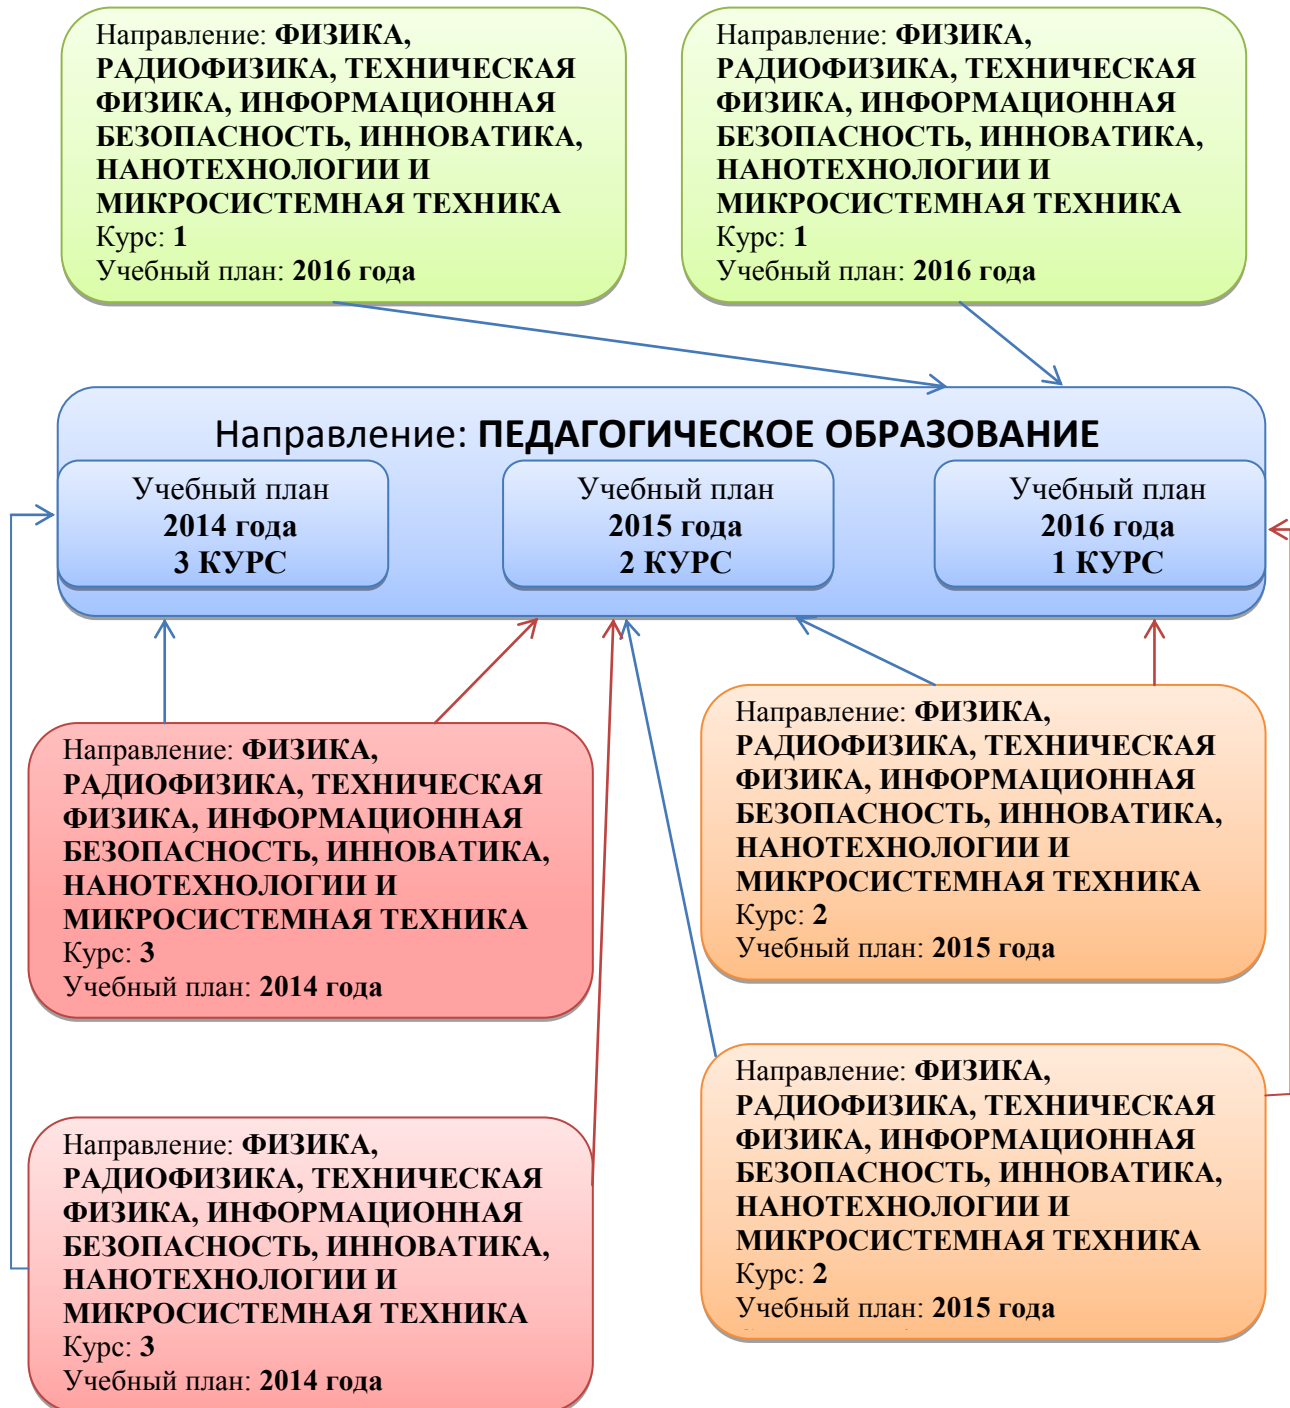 Направление: ФИЗИКА,
РАДИОФИЗИКА, ТЕХНИЧЕСКАЯ
ФИЗИКА, ИНФОРМАЦИОННАЯ
БЕЗОПАСНОСТЬ, ИННОВАТИКА,
НАНОТЕХНОЛОГИИ И
МИКРОСИСТЕМНАЯ ТЕХНИКА
Курс: 1
Учебный план: 2016 года
Направление: ФИЗИКА,
РАДИОФИЗИКА, ТЕХНИЧЕСКАЯ
ФИЗИКА, ИНФОРМАЦИОННАЯ
БЕЗОПАСНОСТЬ, ИННОВАТИКА,
НАНОТЕХНОЛОГИИ И
МИКРОСИСТЕМНАЯ ТЕХНИКА
Курс: 1
Учебный план: 2016 года
Направление: ПЕДАГОГИЧЕСКОЕ ОБРАЗОВАНИЕ
Учебный план
2014 года
3 КУРС
Учебный план
2015 года
2 КУРС
Учебный план
2016 года
1 КУРС
Направление: ФИЗИКА,
РАДИОФИЗИКА, ТЕХНИЧЕСКАЯ
ФИЗИКА, ИНФОРМАЦИОННАЯ
БЕЗОПАСНОСТЬ, ИННОВАТИКА,
НАНОТЕХНОЛОГИИ И
МИКРОСИСТЕМНАЯ ТЕХНИКА
Курс: 3
Учебный план: 2014 года
Направление: ФИЗИКА,
РАДИОФИЗИКА, ТЕХНИЧЕСКАЯ
ФИЗИКА, ИНФОРМАЦИОННАЯ
БЕЗОПАСНОСТЬ, ИННОВАТИКА,
НАНОТЕХНОЛОГИИ И
МИКРОСИСТЕМНАЯ ТЕХНИКА
Курс: 2
Учебный план: 2015 года
Направление: ФИЗИКА,
РАДИОФИЗИКА, ТЕХНИЧЕСКАЯ
ФИЗИКА, ИНФОРМАЦИОННАЯ
БЕЗОПАСНОСТЬ, ИННОВАТИКА,
НАНОТЕХНОЛОГИИ И
МИКРОСИСТЕМНАЯ ТЕХНИКА
Курс: 3
Учебный план: 2014 года
Направление: ФИЗИКА,
РАДИОФИЗИКА, ТЕХНИЧЕСКАЯ
ФИЗИКА, ИНФОРМАЦИОННАЯ
БЕЗОПАСНОСТЬ, ИННОВАТИКА,
НАНОТЕХНОЛОГИИ И
МИКРОСИСТЕМНАЯ ТЕХНИКА
Курс: 2
Учебный план: 2015 года